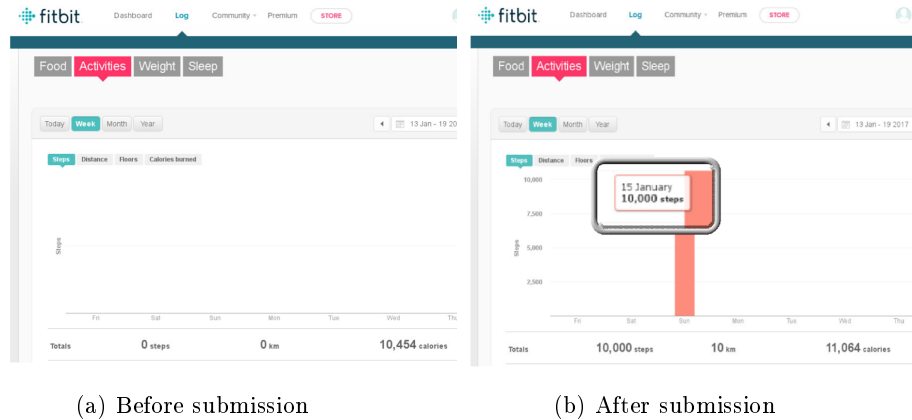 fitbit Dashboard Log Community Premium STORE
Food Activities Weight Sleep
Today Week Month Year 13 Jan - 19 20
Steps Distance Floors Calories burned
Steps
Fri Sat Sun Mon Tue Wed Thu
Totals 0 steps 0 km 10,454 calories
(a) Before submission
fitbit Dashboard Log Community Premium STORE
Food Activities Weight Sleep
Today Week Month Year 13 Jan - 19 2017
Steps Distance Floors
10,000
15 January
10,000 steps
7,500
Steps
5,000
2,500
Fri Sat Sun Mon Tue Wed Thu
Totals 10,000 steps 10 km 11,064 calories
(b) After submission